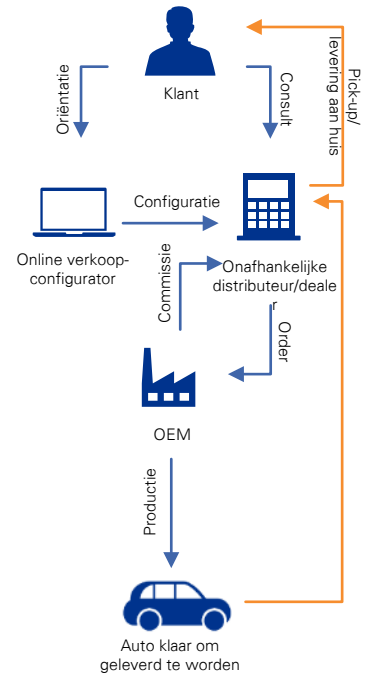 Klant
Oriëntatie
Consult
Pick-up/
levering aan huis
Configuratie
Online verkoop-
configurator
Commissie
Onafhankelijke
distributeur/deale
r
Order
OEM
Productie
Auto klaar om
geleverd te worden